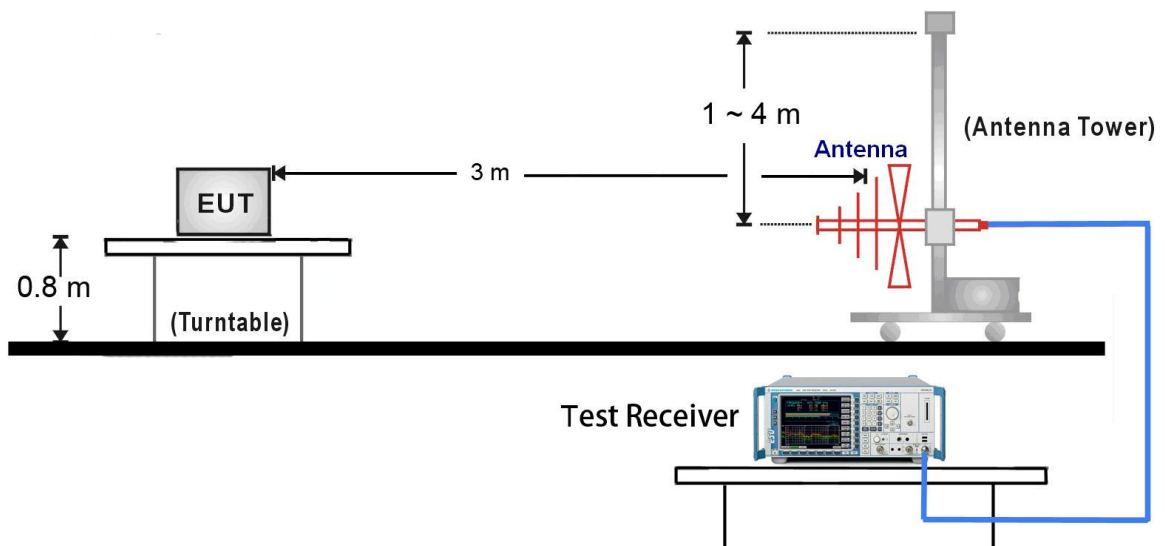 1 ~ 4 m
(Antenna Tower)
Antenna
3 m
EUT
0.8 m
(Turntable)
Test Receiver